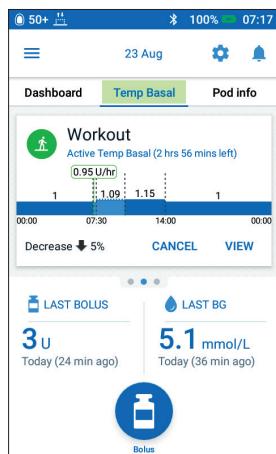 50+ 100% 07:17
23 Aug
Dashboard Temp Basal Pod info
Workout
Active Temp Basal (2 hrs 56 mins left)
0.95 U/hr
1 1.09 1.15 1
00:00 07:30 14:00 00:00
Decrease 5% CANCEL VIEW
LAST BOLUS LAST BG
3 U 5.1 mmol/L
Today (24 min ago) Today (36 min ago)
Bolus